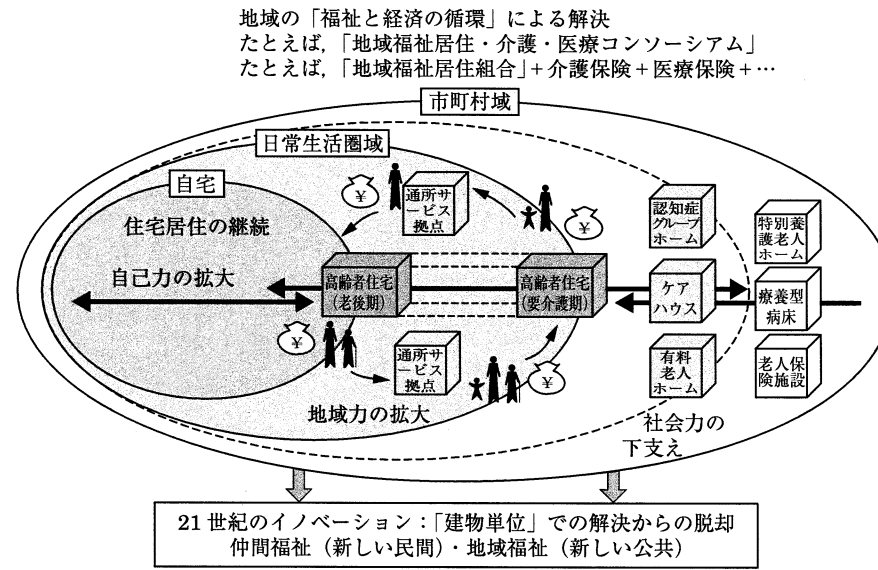 地域の「福祉と経済の循環」による解決
たとえば,「地域福祉居住・介護・医療コンソーシアム」
たとえば,「地域福祉居住組合」+介護保険+医療保険+…
市町村域
日常生活圏域
自宅
住宅居住の継続
自己力の拡大
¥
通所サ
ービス
拠点
¥
高齢者住宅
(老後期)
高齢者住宅
(要介護期)
認知症
グループ
ホーム
特別養
護老人
ホーム
ケア
ハウス
療養型
病床
¥
通所サ
ービス
拠点
¥
有料
老人
ホーム
老人保
険施設
地域力の拡大
社会力の
下支え
21世紀のイノベーション:「建物単位」での解決からの脱却
仲間福祉(新しい民間)・地域福祉(新しい公共)